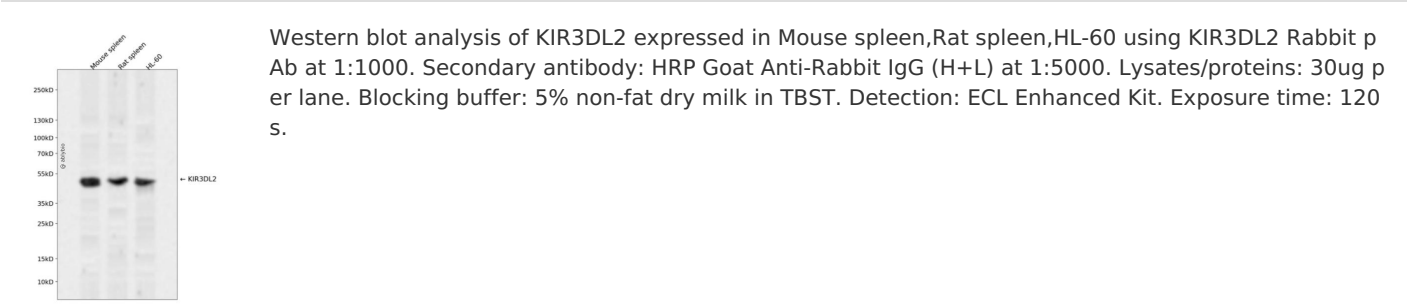 Mouse spleen
Rat spleen
HL-60
250kD
130kD
100kD
70kD
55kD
35kD
25kD
15kD
10kD
@ abybio
← KIR3DL2
Western blot analysis of KIR3DL2 expressed in Mouse spleen,Rat spleen,HL-60 using KIR3DL2 Rabbit p
Ab at 1:1000. Secondary antibody: HRP Goat Anti-Rabbit IgG (H+L) at 1:5000. Lysates/proteins: 30ug p
er lane. Blocking buffer: 5% non-fat dry milk in TBST. Detection: ECL Enhanced Kit. Exposure time: 120
s.